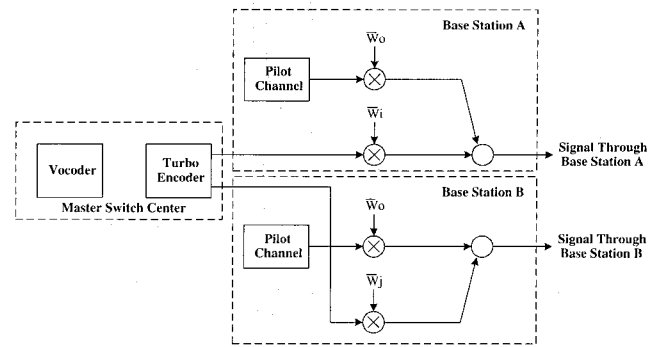 Base Station A
W̅o
Pilot
Channel
W̅i
Signal Through
Base Station A
Vocoder
Turbo
Encoder
Master Switch Center
Base Station B
W̅o
Pilot
Channel
Signal Through
Base Station B
W̅j